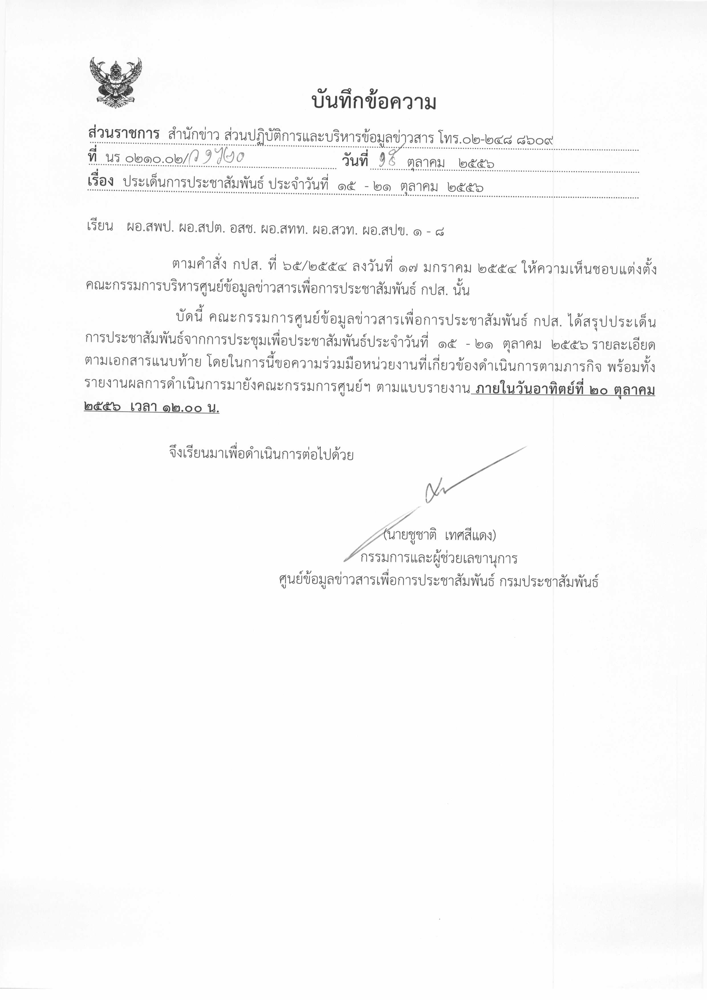 บันทึกข้อความ
ส่วนราชการ สำนักข่าว ส่วนปฏิบัติการและบริหารข้อมูลข่าวสาร โทร.๐๒-๒๔๘ ๘๖๐๙
ที่ นร ๐๒๑๐.๐๒/ วันที่ ตุลาคม ๒๕๕๖
เรื่อง ประเด็นการประชาสัมพันธ์ ประจำวันที่ ๑๕ - ๒๑ ตุลาคม ๒๕๕๖
เรียน ผอ.สพป. ผอ.สปต. อสช. ผอ.สทท. ผอ.สวท. ผอ.สปข. ๑ - ๘
ตามคำสั่ง กปส. ที่ ๖๕/๒๕๕๔ ลงวันที่ ๑๗ มกราคม ๒๕๕๔ ให้ความเห็นชอบแต่งตั้ง
คณะกรรมการบริหารศูนย์ข้อมูลข่าวสารเพื่อการประชาสัมพันธ์ กปส. นั้น
บัดนี้ คณะกรรมการศูนย์ข้อมูลข่าวสารเพื่อการประชาสัมพันธ์ กปส. ได้สรุปประเด็น
การประชาสัมพันธ์จากการประชุมเพื่อประชาสัมพันธ์ประจำวันที่ ๑๕ - ๒๑ ตุลาคม ๒๕๕๖ รายละเอียด
ตามเอกสารแนบท้าย โดยในการนี้ขอความร่วมมือหน่วยงานที่เกี่ยวข้องดำเนินการตามภารกิจ พร้อมทั้ง
รายงานผลการดำเนินการมายังคณะกรรมการศูนย์ฯ ตามแบบรายงาน ภายในวันอาทิตย์ที่ ๒๐ ตุลาคม
๒๕๕๖ เวลา ๑๒.๐๐ น.
จึงเรียนมาเพื่อดำเนินการต่อไปด้วย
(นายชูชาติ เทศสีแดง)
กรรมการและผู้ช่วยเลขานุการ
ศูนย์ข้อมูลข่าวสารเพื่อการประชาสัมพันธ์ กรมประชาสัมพันธ์